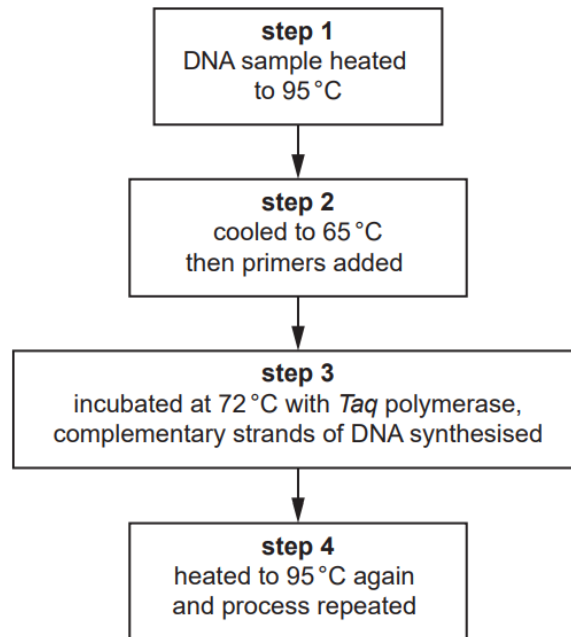 step 1
DNA sample heated
to 95 °C
step 2
cooled to 65 °C
then primers added
step 3
incubated at 72 °C with Taq polymerase,
complementary strands of DNA synthesised
step 4
heated to 95 °C again
and process repeated